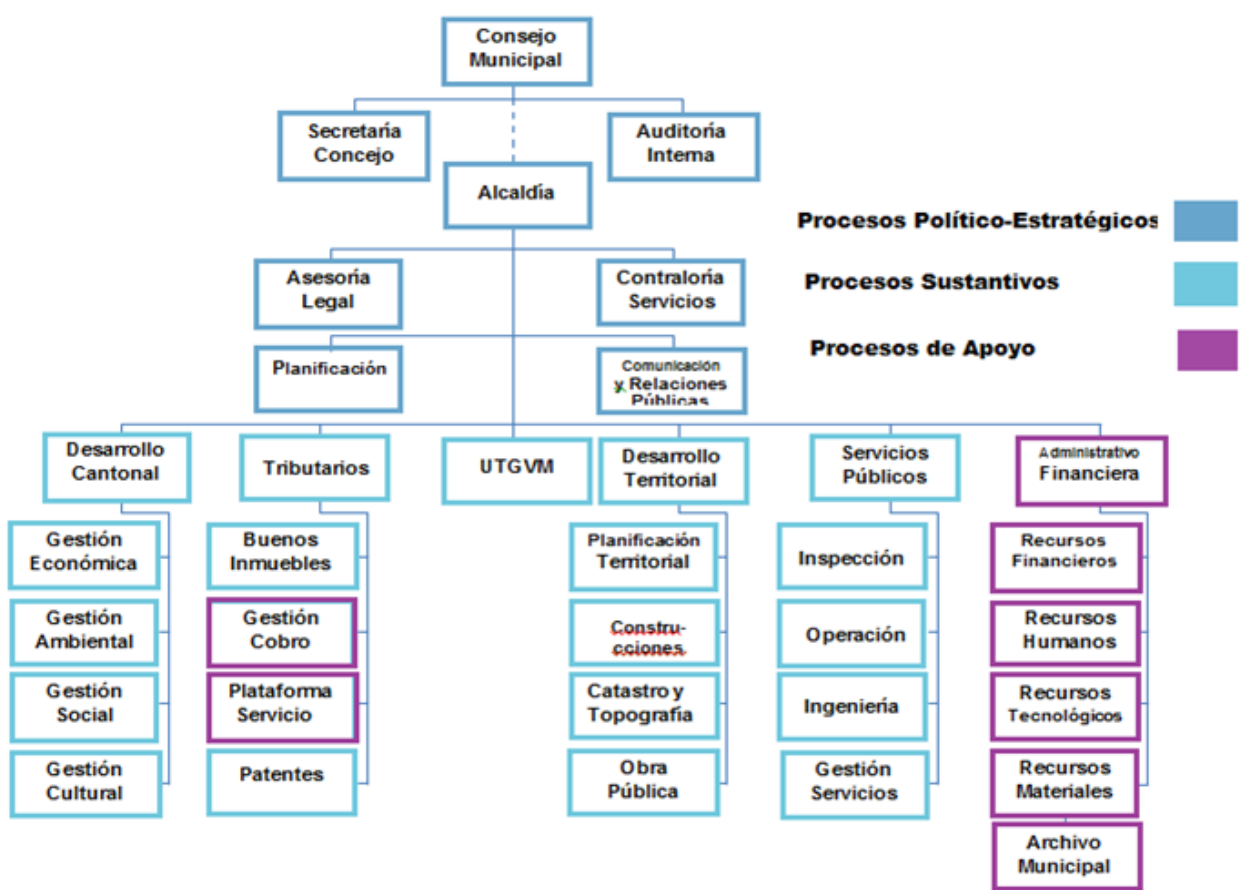 Consejo
Municipal
Secretaría
Concejo
Auditoría
Interna
Alcaldía
Procesos Político-Estratégicos
Procesos Sustantivos
Procesos de Apoyo
Asesoría
Legal
Contraloría
Servicios
Planificación
Comunicación
y Relaciones
Públicas
Desarrollo
Cantonal
Tributarios
UTGVM
Desarrollo
Territorial
Servicios
Públicos
Administrativo
Financiera
Gestión
Económica
Gestión
Ambiental
Gestión
Social
Gestión
Cultural
Buenos
Inmuebles
Gestión
Cobro
Plataforma
Servicio
Patentes
Planificación
Territorial
Constru-
cciones
Catastro y
Topografía
Obra
Pública
Inspección
Operación
Ingeniería
Gestión
Servicios
Recursos
Financieros
Recursos
Humanos
Recursos
Tecnológicos
Recursos
Materiales
Archivo
Municipal